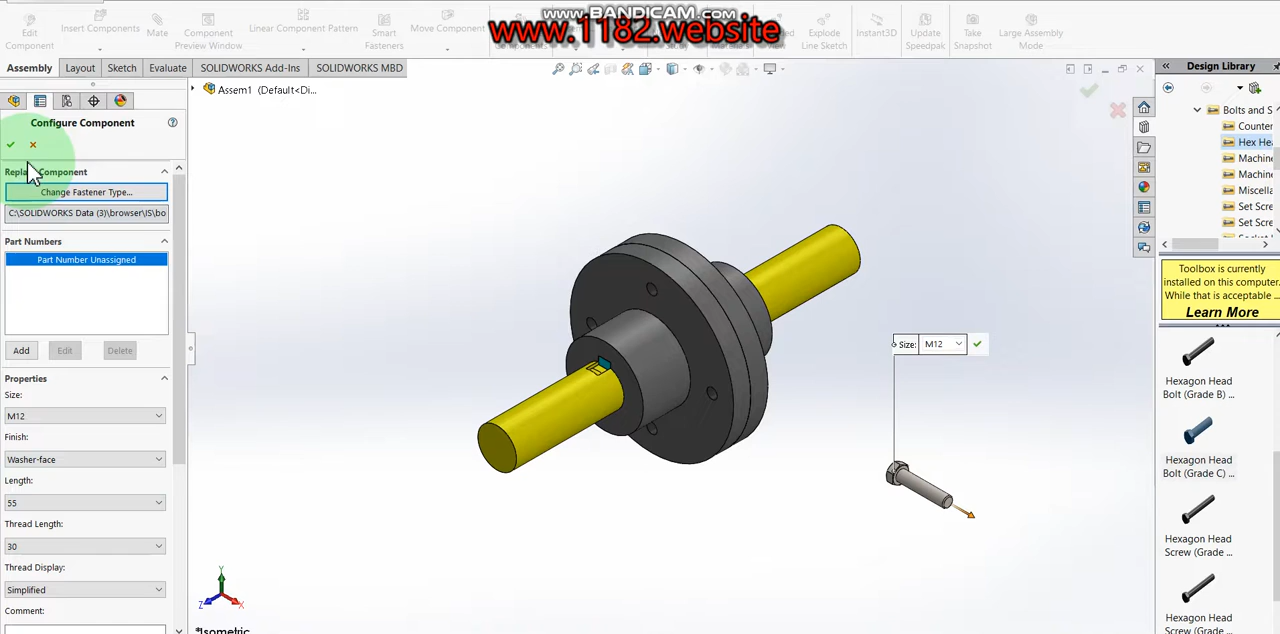 www.BANDICAM.com
www.1182.website
Edit Component
Insert Components
Mate
Component Preview Window
Linear Component Pattern
Smart Fasteners
Move Component
Explode Line Sketch
Instant3D
Update Speedpak
Take Snapshot
Large Assembly Mode
Assembly
Layout
Sketch
Evaluate
SOLIDWORKS Add-Ins
SOLIDWORKS MBD
Design Library
Assem1 (Default<Di...
Configure Component
Component
Change Fastener Type...
C:\SOLIDWORKS Data (3)\browser\IS\bo
Part Numbers
Part Number Unassigned
Add
Edit
Delete
Properties
Size:
M12
Finish:
Washer-face
Length:
55
Thread Length:
30
Thread Display:
Simplified
Comment:
Size: M12
Y
Z
X
*Isometric
Bolts and S
Counter
Hex He
Machine
Machine
Miscella
Set Scre
Set Scre
Toolbox is currently
installed on this computer.
While that is acceptable ...
Learn More
Hexagon Head
Bolt (Grade B) ...
Hexagon Head
Bolt (Grade C) ...
Hexagon Head
Screw (Grade ...
Hexagon Head
Screw (Grade ...